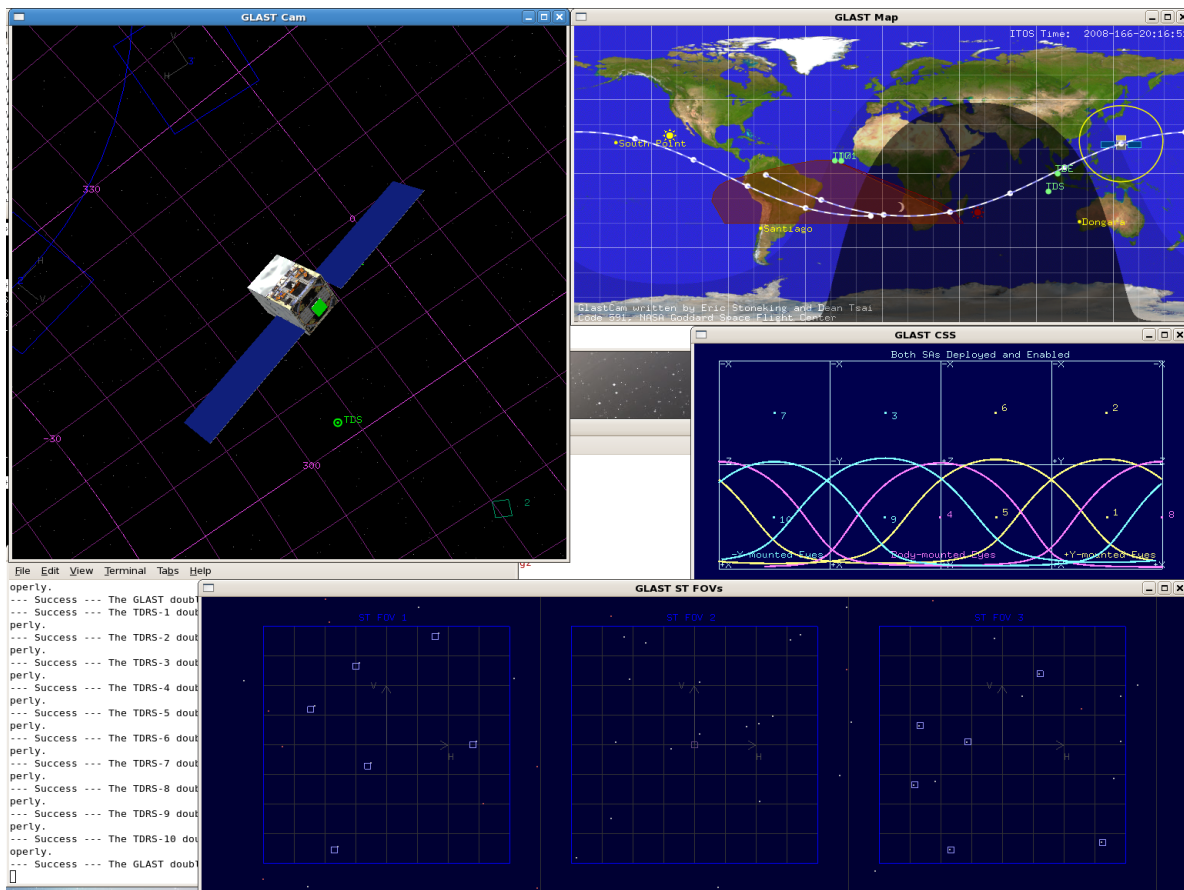 GLAST Cam
V
H
3
330
0
H
V
-30
300
TDS
2
GLAST Map
ITOS Time: 2008-166-20:16:5
South Point
Santiago
TDS
Dongara
GlastCam written by Eric Stoneking and Dean Tsai
Code 591, NASA Goddard Space Flight Center
GLAST CSS
Both SAs Deployed and Enabled
-X -Y +X +Y -X
7 3 6 2
-Z -Y +Z +Y -Z
10 9 4 5 1 8
-Y-mounted Eyes Body-mounted Eyes +Y-mounted Eyes
File Edit View Terminal Tabs Help
operly.
--- Success --- The GLAST doubl
--- Success --- The TDRS-1 doub
perly.
--- Success --- The TDRS-2 doub
perly.
--- Success --- The TDRS-3 doub
perly.
--- Success --- The TDRS-4 doub
perly.
--- Success --- The TDRS-5 doub
perly.
--- Success --- The TDRS-6 doub
perly.
--- Success --- The TDRS-7 doub
perly.
--- Success --- The TDRS-8 doub
perly.
--- Success --- The TDRS-9 doub
perly.
--- Success --- The TDRS-10 dou
operly.
--- Success --- The GLAST doubl
GLAST ST FOVs
ST FOV 1 ST FOV 2 ST FOV 3
V V V
H H H